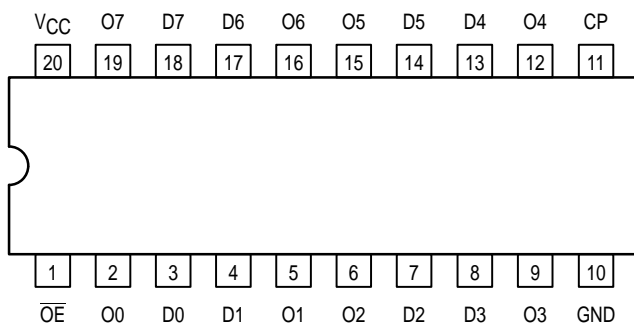 VCC O7 D7 D6 O6 O5 D5 D4 O4 CP
20 19 18 17 16 15 14 13 12 11
1 2 3 4 5 6 7 8 9 10
O̅E̅ O0 D0 D1 O1 O2 D2 D3 O3 GND